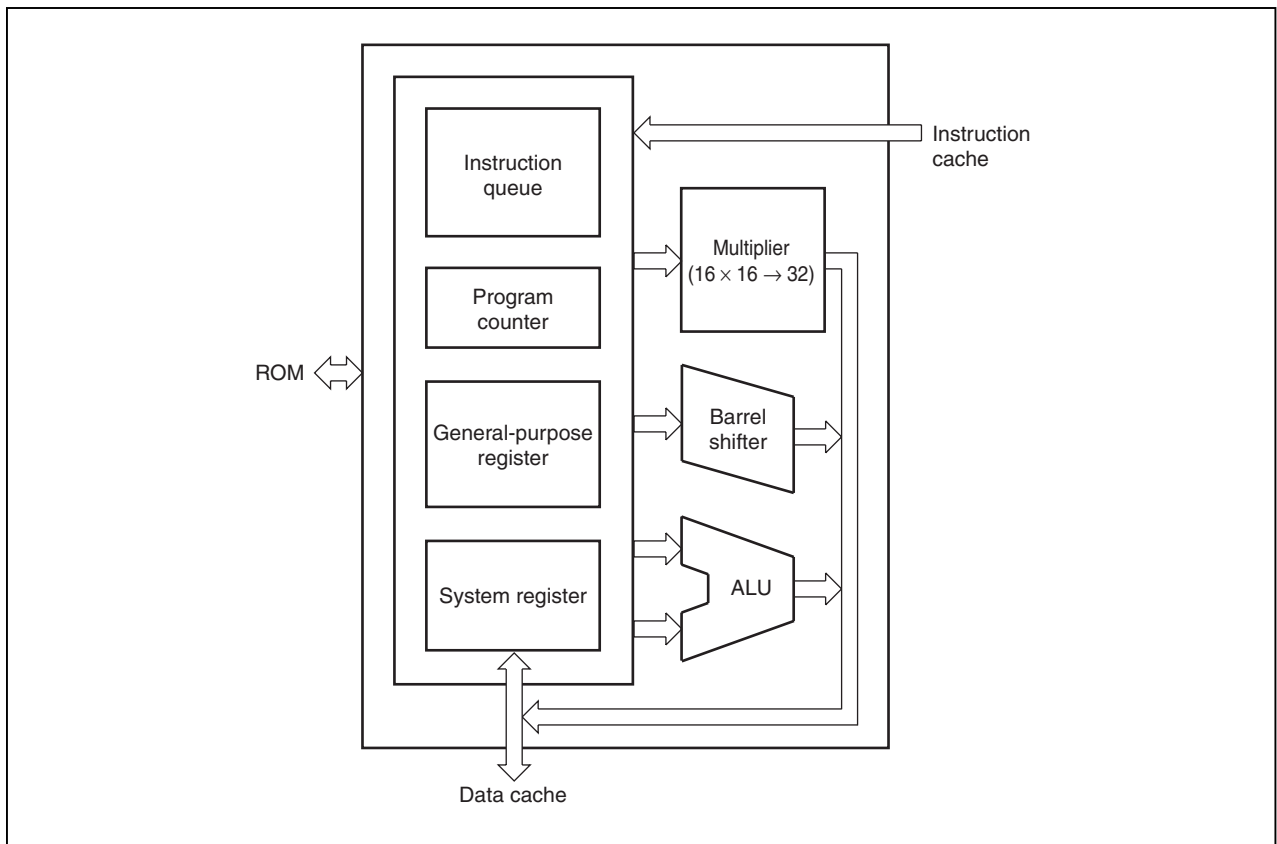 Instruction
queue
Instruction
cache
Multiplier
(16 × 16 → 32)
Program
counter
ROM
General-purpose
register
Barrel
shifter
System register
ALU
Data cache